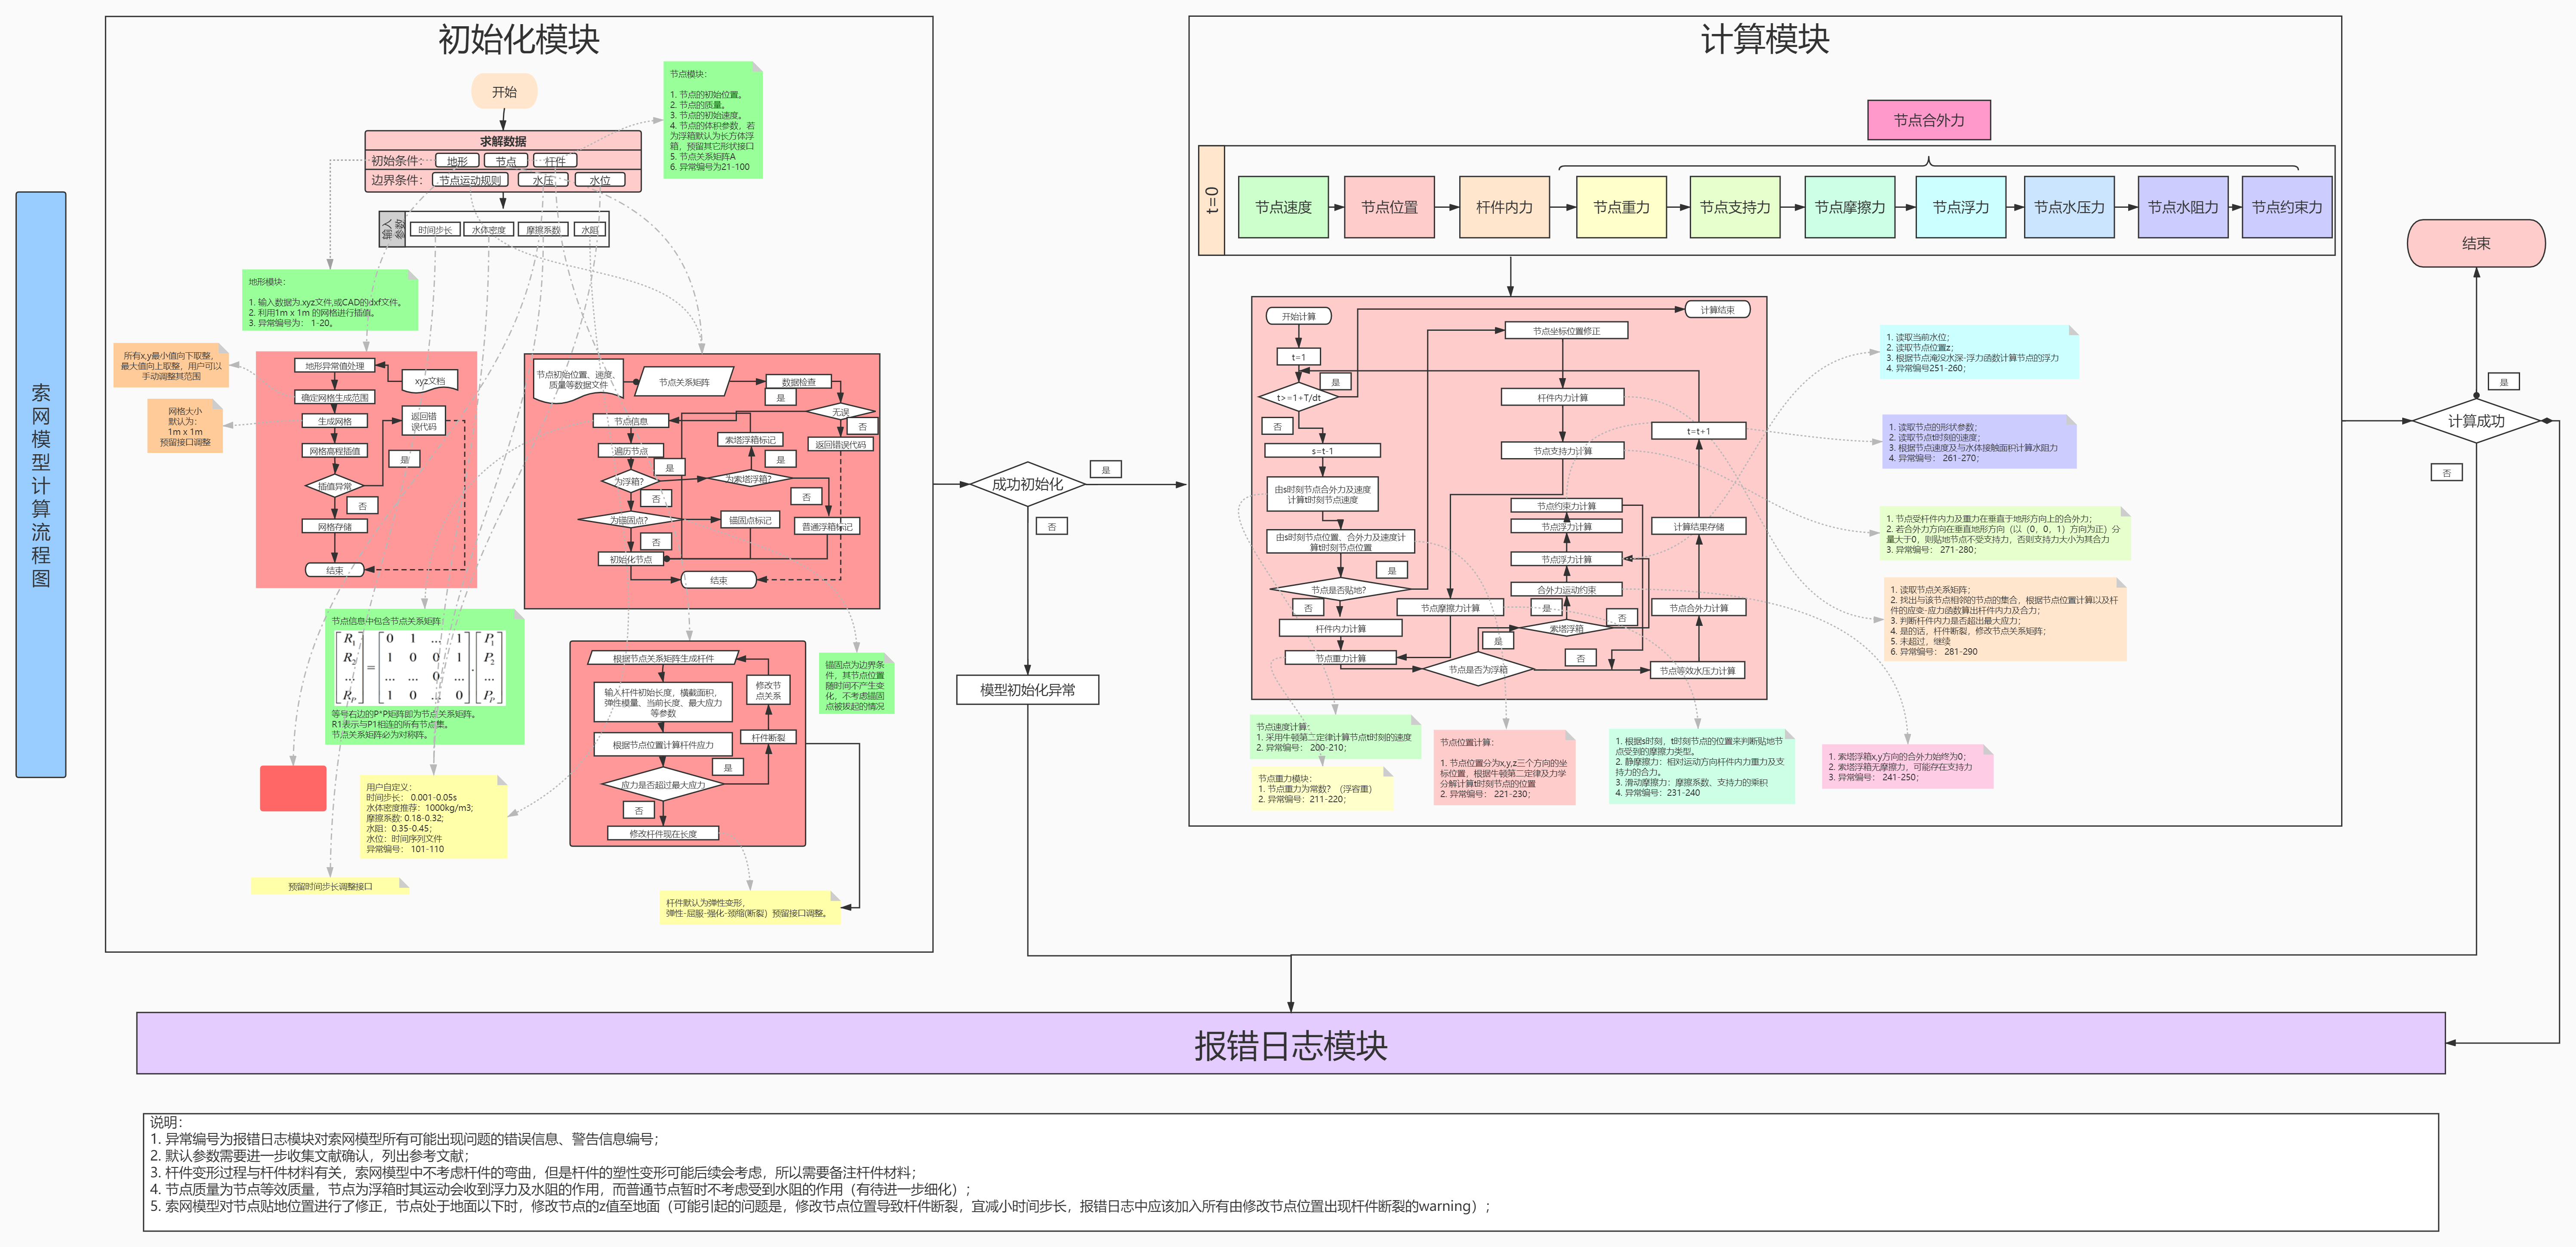 索网模型计算流程图
初始化模块
开始
求解数据
初始条件：
地形
节点
杆件
边界条件：
节点运动规则
水压
水位
输入
参数
时间步长
水体密度
摩擦系数
水阻
节点模块：
1. 节点的初始位置。
2. 节点的质量。
3. 节点的初始速度。
4. 节点的体积参数，若
为浮箱默认为长方体浮
箱，预留其它形状接口
5. 节点关系矩阵A
6. 异常编号为21-100
地形模块：
1. 输入数据为.xyz文件,或CAD的dxf文件。
2. 利用1m x 1m 的网格进行插值。
3. 异常编号为： 1-20。
所有x,y最小值向下取整，
最大值向上取整，用户可以
手动调整其范围
网格大小
默认为：
1m x 1m
预留接口调整
地形异常值处理
xyz文档
确定网格生成范围
生成网格
返回错
误代码
网格高程插值
是
插值异常
否
网格存储
结束
节点初始位置、速度、
质量等数据文件
节点关系矩阵
数据检查
是
无误
否
节点信息
索塔浮箱标记
返回错误代码
遍历节点
是
是
为浮箱?
为索塔浮箱?
否
否
为锚固点?
锚固点标记
普通浮箱标记
否
初始化节点
结束
节点信息中包含节点关系矩阵:
R1 0 1 ... 1 P1
R2 1 0 0 1 P2
... = ... ... 0 ... . ...
RP 1 0 ... 0 PP
等号右边的P*P矩阵即为节点关系矩阵。
R1表示与P1相连的所有节点集。
节点关系矩阵必为对称阵。
根据节点关系矩阵生成杆件
输入杆件初始长度，横截面积，
弹性模量、当前长度、最大应力
等参数
修改节
点关系
根据节点位置计算杆件应力
杆件断裂
是
应力是否超过最大应力
否
修改杆件现在长度
锚固点为边界条
件，其节点位置
随时间不产生变
化，不考虑锚固
点被拔起的情况
用户自定义：
时间步长： 0.001-0.05s
水体密度推荐：1000kg/m3;
摩擦系数: 0.18-0.32;
水阻：0.35-0.45;
水位：时间序列文件
异常编号： 101-110
预留时间步长调整接口
杆件默认为弹性变形，
弹性-屈服-强化-颈缩(断裂）预留接口调整。
成功初始化
是
否
模型初始化异常
计算模块
节点合外力
t=0
节点速度
节点位置
杆件内力
节点重力
节点支持力
节点摩擦力
节点浮力
节点水压力
节点水阻力
节点约束力
开始计算
计算结束
t=1
节点坐标位置修正
是
t>=1+T/dt
杆件内力计算
否
t=t+1
s=t-1
节点支持力计算
由s时刻节点合外力及速度
计算t时刻节点速度
节点约束力计算
节点浮力计算
计算结果存储
由s时刻节点位置、合外力及速度计
算t时刻节点位置
节点浮力计算
是
节点是否贴地?
合外力运动约束
否
节点摩擦力计算
是
否
节点合外力计算
杆件内力计算
索塔浮箱
是
节点重力计算
节点是否为浮箱
否
节点等效水压力计算
1. 读取当前水位；
2. 读取节点位置z；
3. 根据节点淹没水深-浮力函数计算节点的浮力
4. 异常编号251-260；
1. 读取节点的形状参数；
2. 读取节点t时刻的速度；
3. 根据节点速度及与水体接触面积计算水阻力
4. 异常编号： 261-270；
1. 节点受杆件内力及重力在垂直于地形方向上的合外力；
2. 若合外力方向在垂直地形方向（以（0，0，1）方向为正）分
量大于0，则贴地节点不受支持力，否则支持力大小为其合力
3. 异常编号： 271-280；
1. 读取节点关系矩阵；
2. 找出与该节点相邻的节点的集合，根据节点位置计算以及杆
件的应变-应力函数算出杆件内力及合力；
3. 判断杆件内力是否超出最大应力；
4. 是的话，杆件断裂，修改节点关系矩阵；
5. 未超过，继续
6. 异常编号： 281-290
节点速度计算：
1. 采用牛顿第二定律计算节点t时刻的速度
2. 异常编号： 200-210；
节点重力模块：
1. 节点重力为常数？（浮容重）
2. 异常编号：211-220；
节点位置计算：
1. 节点位置分为x,y,z三个方向的坐
标位置，根据牛顿第二定律及力学
分解计算t时刻节点的位置
2. 异常编号： 221-230；
1. 根据s时刻，t时刻节点的位置来判断贴地节
点受到的摩擦力类型。
2. 静摩擦力：相对运动方向杆件内力重力及支
持力的合力。
3. 滑动摩擦力：摩擦系数、支持力的乘积
4. 异常编号：231-240
1. 索塔浮箱x,y方向的合外力始终为0；
2. 索塔浮箱无摩擦力，可能存在支持力
3. 异常编号： 241-250；
结束
是
计算成功
否
报错日志模块
说明：
1. 异常编号为报错日志模块对索网模型所有可能出现问题的错误信息、警告信息编号；
2. 默认参数需要进一步收集文献确认，列出参考文献；
3. 杆件变形过程与杆件材料有关，索网模型中不考虑杆件的弯曲，但是杆件的塑性变形可能后续会考虑，所以需要备注杆件材料；
4. 节点质量为节点等效质量，节点为浮箱时其运动会收到浮力及水阻的作用，而普通节点暂时不考虑受到水阻的作用（有待进一步细化）；
5. 索网模型对节点贴地位置进行了修正，节点处于地面以下时，修改节点的z值至地面（可能引起的问题是，修改节点位置导致杆件断裂，宜减小时间步长，报错日志中应该加入所有由修改节点位置出现杆件断裂的warning）；